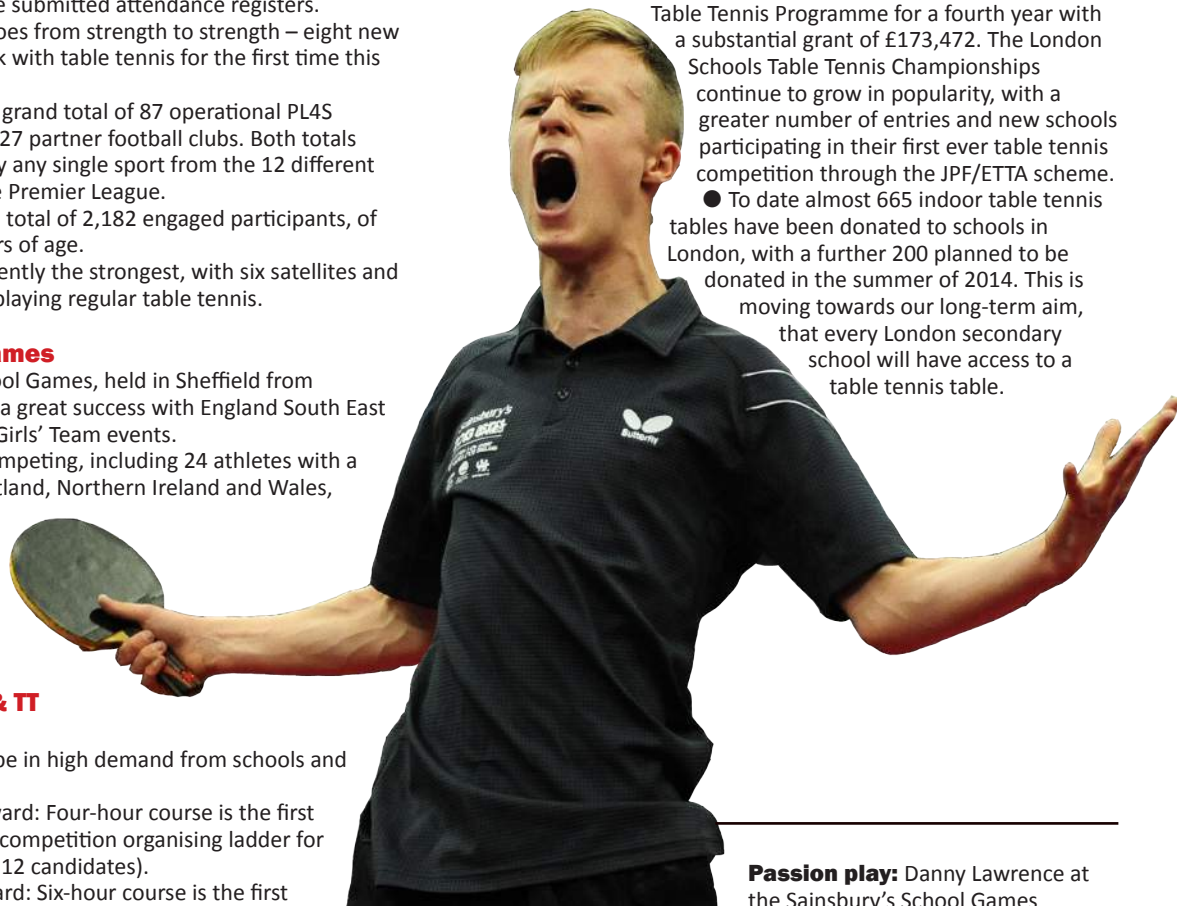 e submitted attendance registers.
oes from strength to strength – eight new
k with table tennis for the first time this
grand total of 87 operational PL4S
27 partner football clubs. Both totals
y any single sport from the 12 different
e Premier League.
total of 2,182 engaged participants, of
rs of age.
ently the strongest, with six satellites and
playing regular table tennis.
ames
ool Games, held in Sheffield from
a great success with England South East
Girls’ Team events.
mpeting, including 24 athletes with a
tland, Northern Ireland and Wales,
& TT
be in high demand from schools and
vard: Four-hour course is the first
competition organising ladder for
12 candidates).
ard: Six-hour course is the first
Table Tennis Programme for a fourth year with
a substantial grant of £173,472. The London
Schools Table Tennis Championships
continue to grow in popularity, with a
greater number of entries and new schools
participating in their first ever table tennis
competition through the JPF/ETTA scheme.
● To date almost 665 indoor table tennis
tables have been donated to schools in
London, with a further 200 planned to be
donated in the summer of 2014. This is
moving towards our long-term aim,
that every London secondary
school will have access to a
table tennis table.
Sainsbury's
Butterfly
Passion play: Danny Lawrence at
the Sainsbury’s School Games